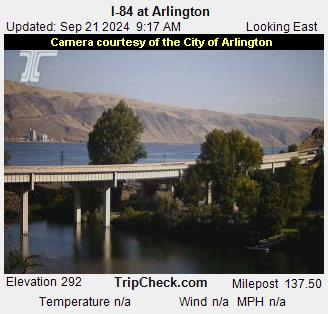 I-84 at Arlington
Updated: Sep 21 2024 9:17 AM Looking East
Camera courtesy of the City of Arlington
Elevation 292 TripCheck.com Milepost 137.50
Temperature n/a Wind n/a MPH n/a